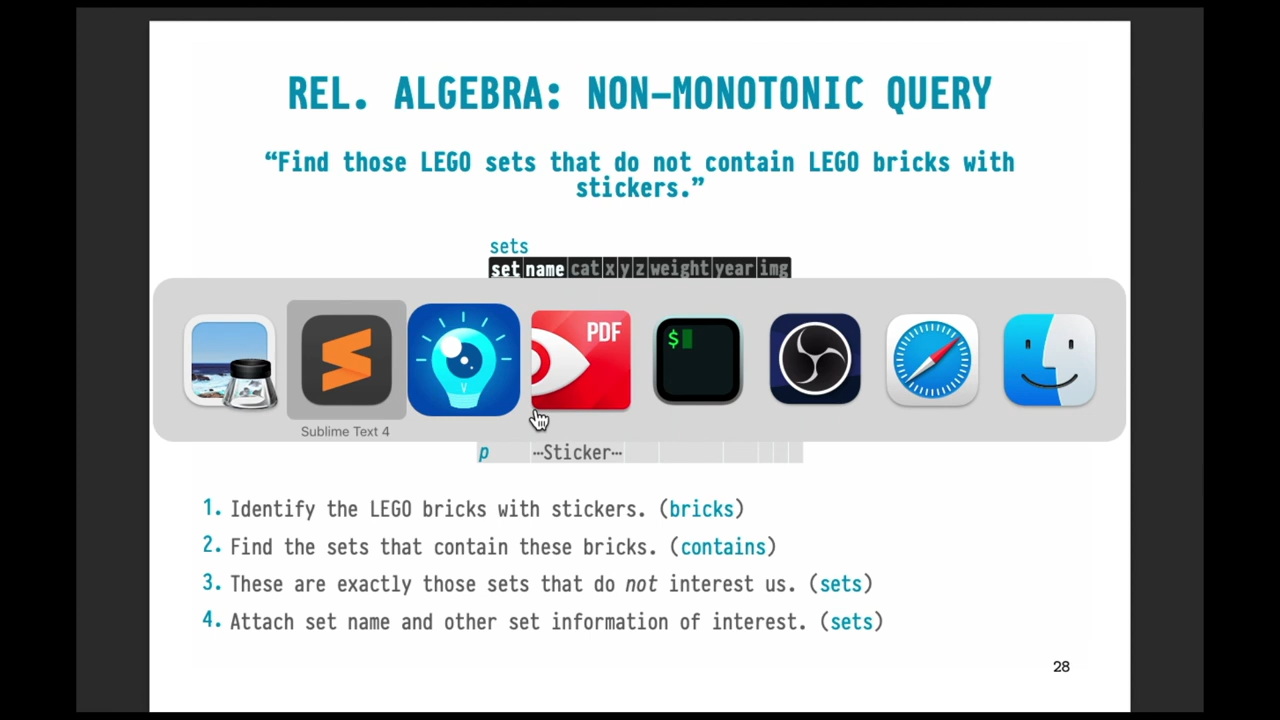 REL. ALGEBRA: NON–MONOTONIC QUERY
“Find those LEGO sets that do not contain LEGO bricks with
stickers.”
sets
set name cat x y z weight year img
PDF
$
Sublime Text 4
p ⋯Sticker⋯
1. Identify the LEGO bricks with stickers. (bricks)
2. Find the sets that contain these bricks. (contains)
3. These are exactly those sets that do not interest us. (sets)
4. Attach set name and other set information of interest. (sets)
28